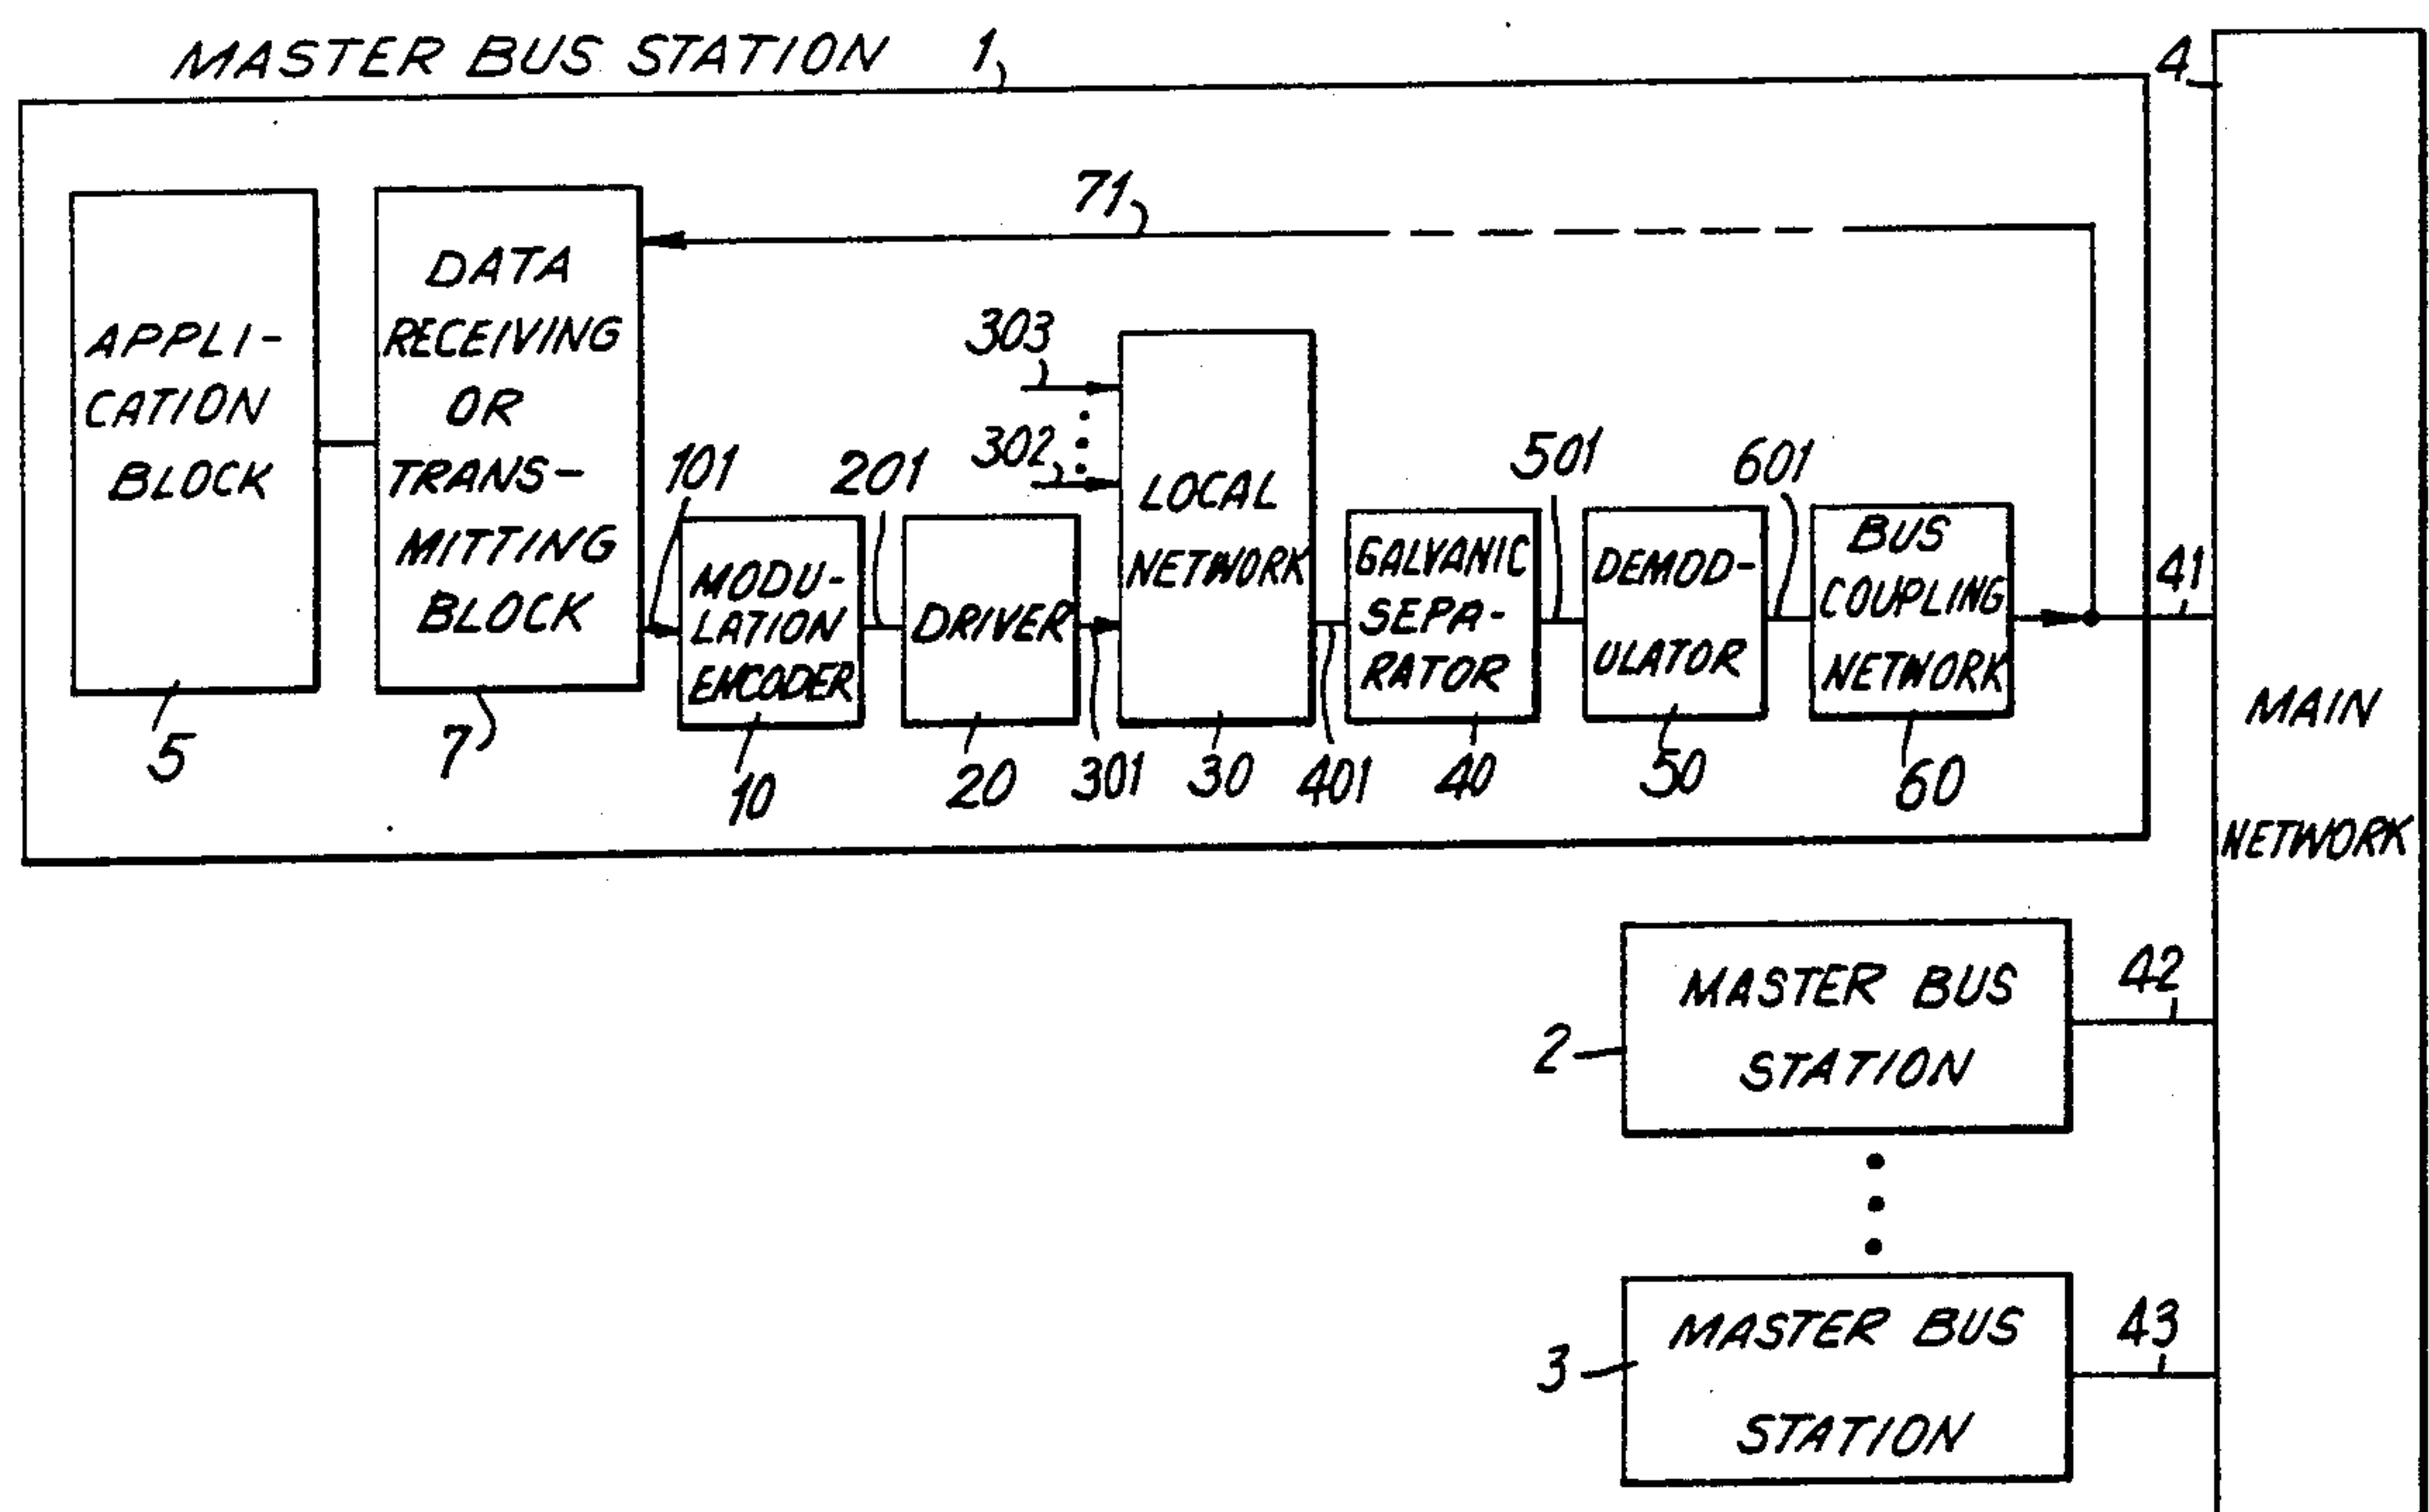 MASTER BUS STATION 1
4
71
APPLI-
CATION
BLOCK
5
DATA
RECEIVING
OR
TRANS-
MITTING
BLOCK
7
101
MODU-
LATION
ENCODER
10
201
DRIVER
20
301
303
302
LOCAL
NETWORK
30
401
GALVANIC
SEPA-
RATOR
40
501
DEMOD-
ULATOR
50
601
BUS
COUPLING
NETWORK
60
41
MAIN
NETWORK
MASTER BUS
STATION
2
42
MASTER BUS
STATION
3
43